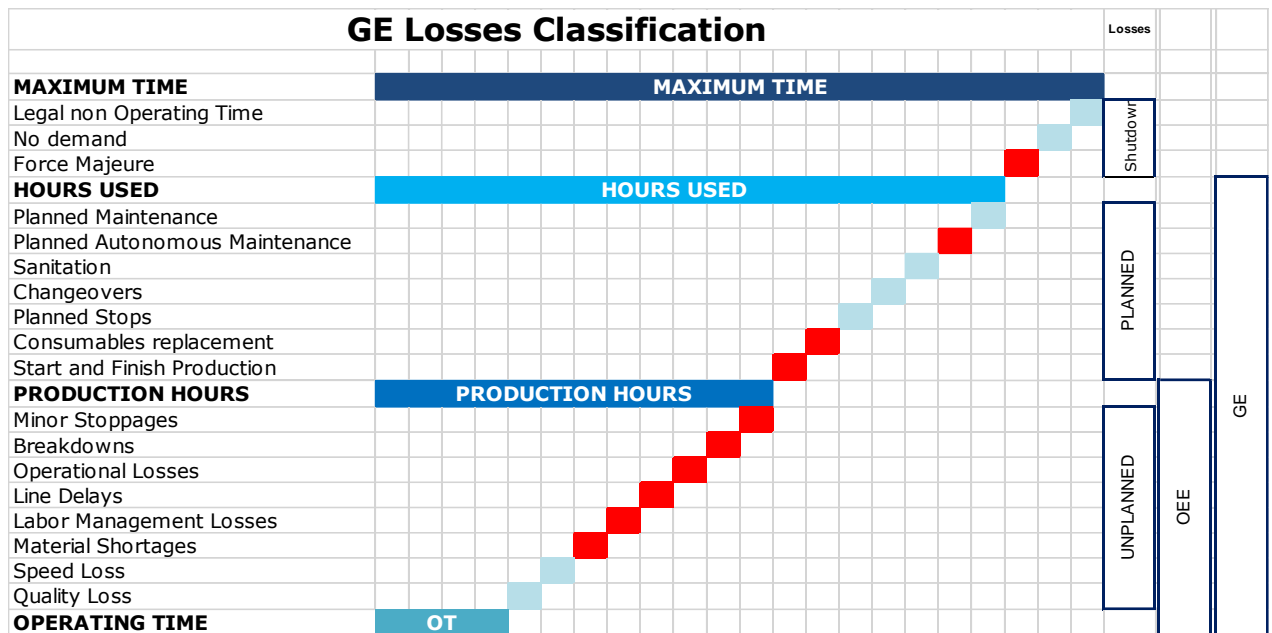 GE Losses Classification
Losses
MAXIMUM TIME
MAXIMUM TIME
Legal non Operating Time
No demand
Force Majeure
Shutdown
HOURS USED
HOURS USED
Planned Maintenance
Planned Autonomous Maintenance
Sanitation
Changeovers
Planned Stops
Consumables replacement
Start and Finish Production
PLANNED
PRODUCTION HOURS
PRODUCTION HOURS
Minor Stoppages
Breakdowns
Operational Losses
Line Delays
Labor Management Losses
Material Shortages
Speed Loss
Quality Loss
UNPLANNED
OEE
GE
OPERATING TIME
OT